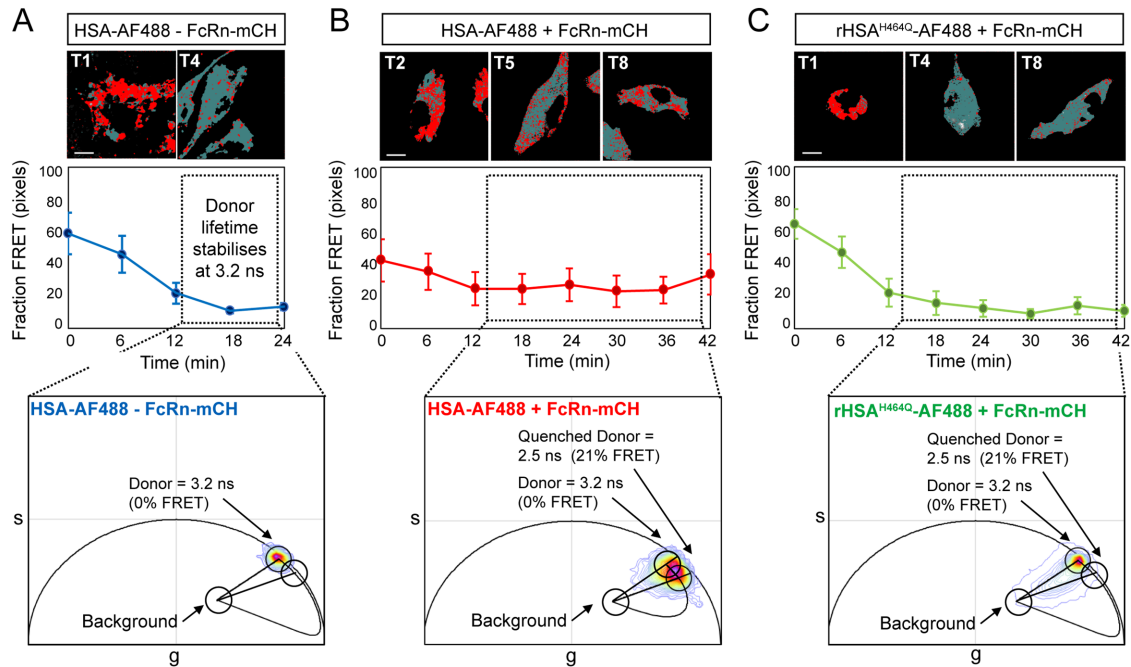 A
HSA-AF488 - FcRn-mCH
T1
T4
Fraction FRET (pixels)
100
80
60
40
20
0
Donor
lifetime
stabilises
at 3.2 ns
0
6
12
18
24
Time (min)
HSA-AF488 - FcRn-mCH
Donor = 3.2 ns
(0% FRET)
s
Background
g
B
HSA-AF488 + FcRn-mCH
T2
T5
T8
Fraction FRET (pixels)
100
80
60
40
20
0
0
6
12
18
24
30
36
42
Time (min)
HSA-AF488 + FcRn-mCH
Quenched Donor =
2.5 ns (21% FRET)
Donor = 3.2 ns
(0% FRET)
s
Background
g
C
rHSAᴴ⁴⁶⁴Q-AF488 + FcRn-mCH
T1
T4
T8
Fraction FRET (pixels)
100
80
60
40
20
0
0
6
12
18
24
30
36
42
Time (min)
rHSAᴴ⁴⁶⁴Q-AF488 + FcRn-mCH
Quenched Donor =
2.5 ns (21% FRET)
Donor = 3.2 ns
(0% FRET)
s
Background
g